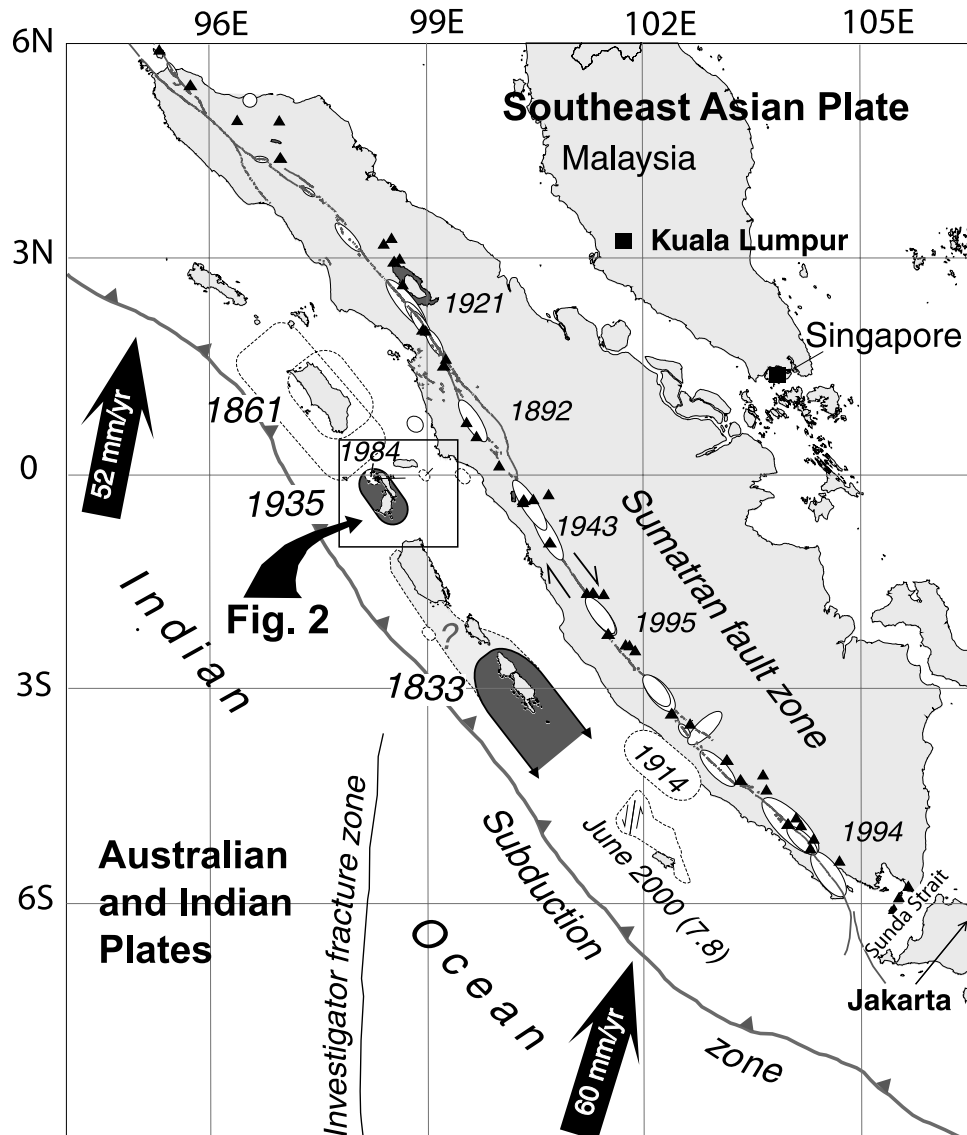 96E 99E 102E 105E
6N
Southeast Asian Plate
Malaysia
Kuala Lumpur
3N
1921
Singapore
1861
1892
52 mm/yr
1984
0
1935
1943
Sumatran fault zone
Indian
Fig. 2
?
1995
3S
1833
1914
June 2000 (7.8)
1994
Australian
and Indian
Plates
Investigator fracture zone
Subduction
zone
6S
Sunda Strait
Ocean
Jakarta
60 mm/yr